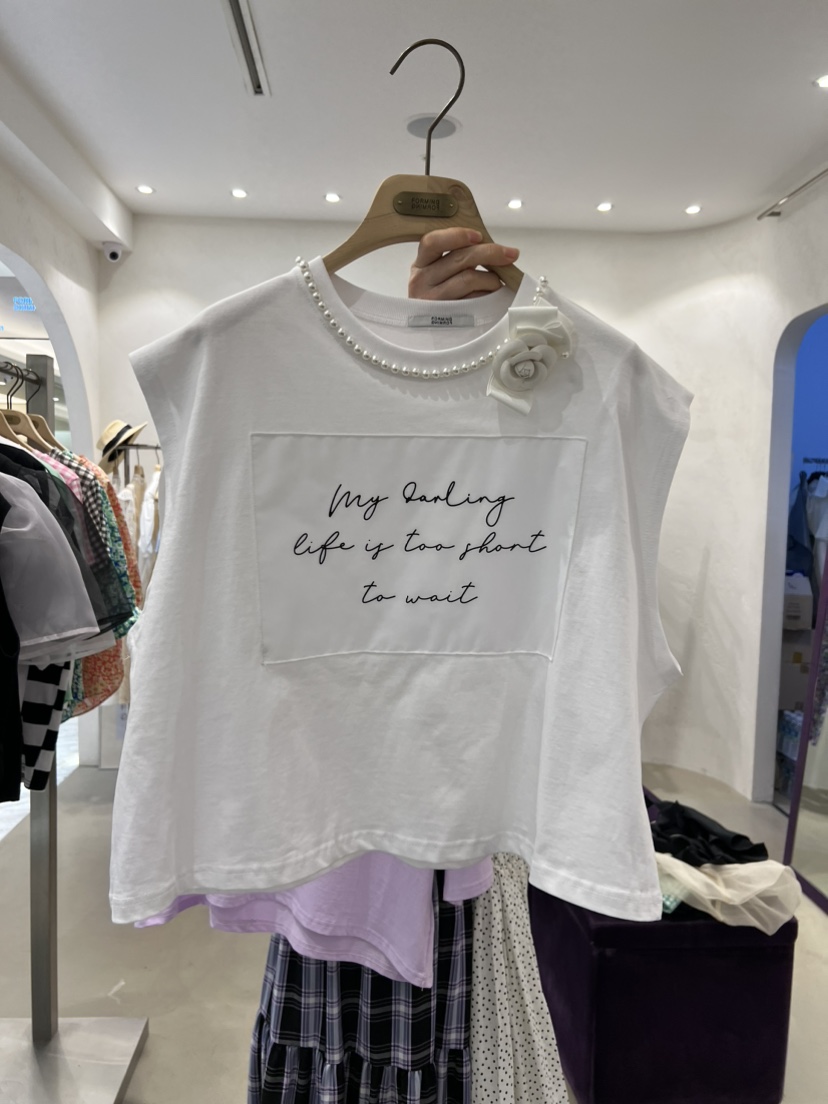 My Darling
life is too short
to wait